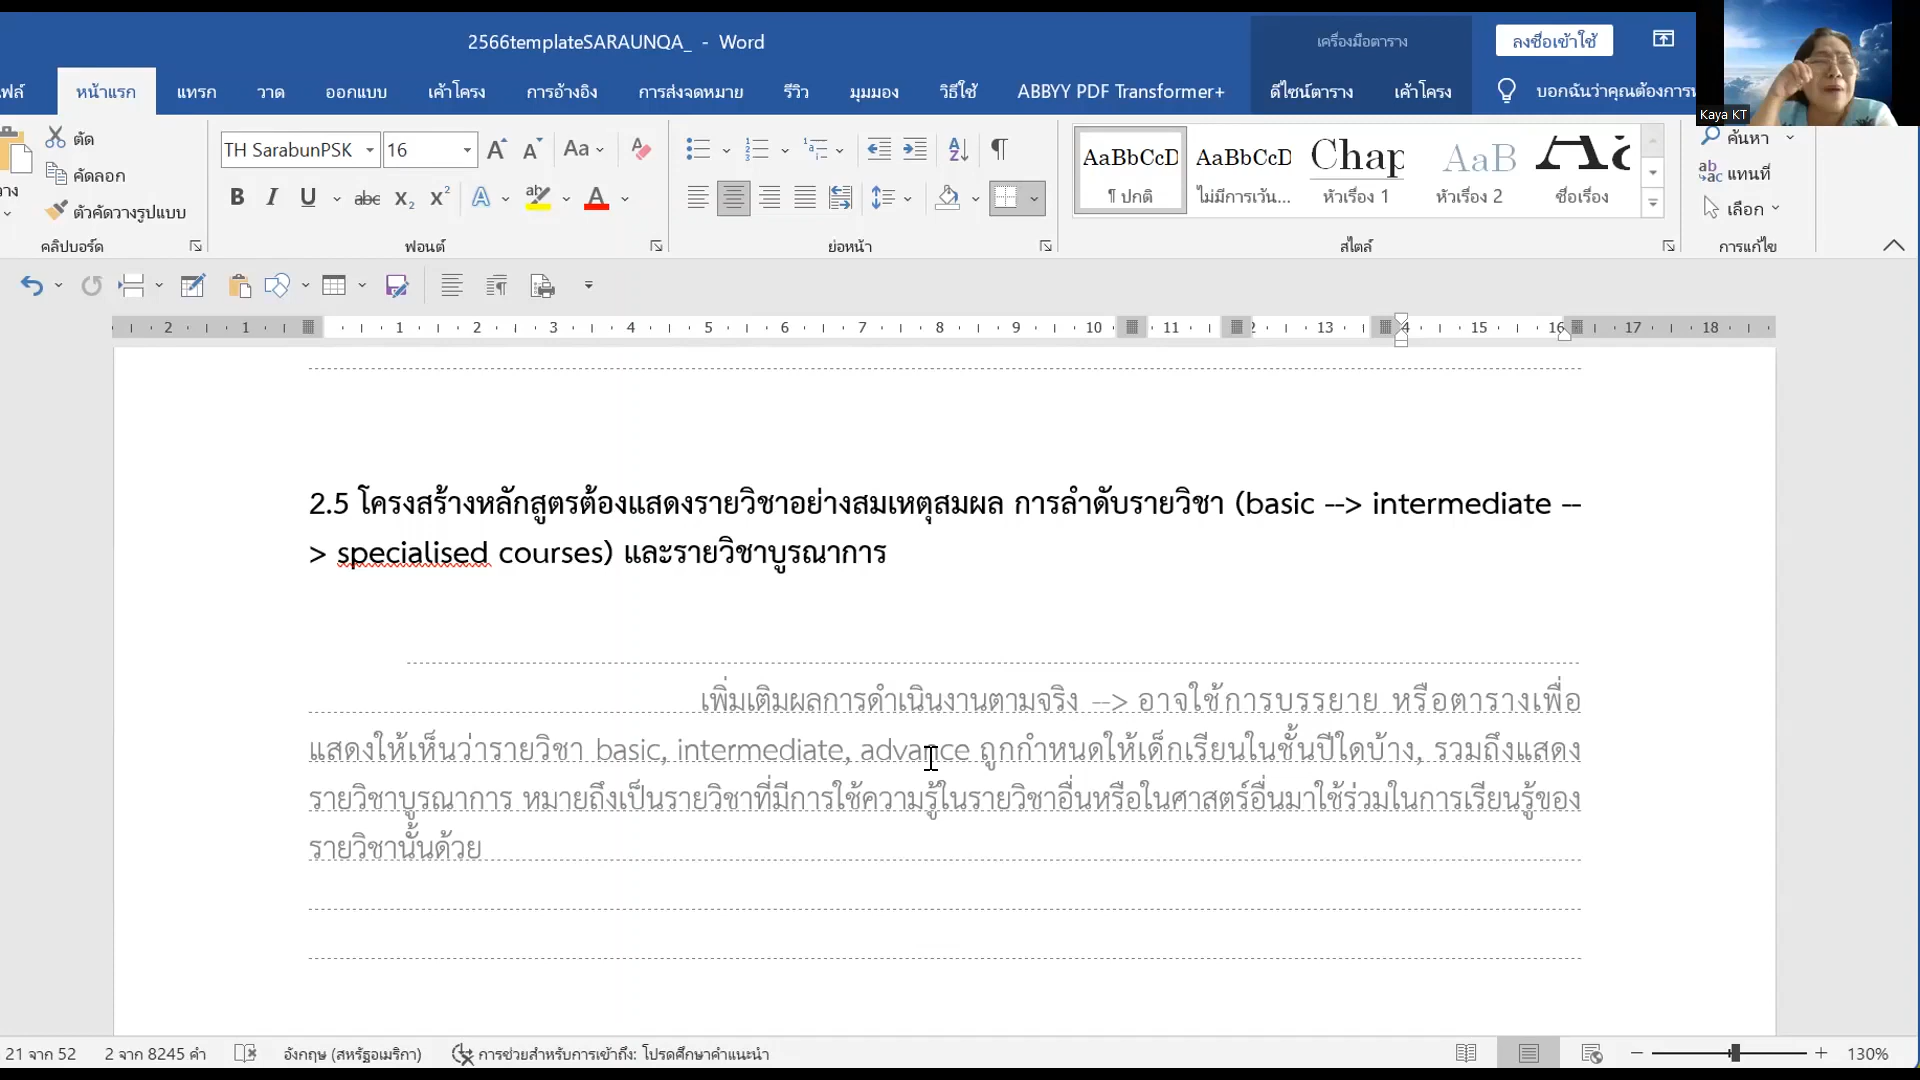 2566templateSARAUNQA_ - Word
เครื่องมือตาราง
ลงชื่อเข้าใช้
หน้าแรก
แทรก
วาด
ออกแบบ
เค้าโครง
การอ้างอิง
การส่งจดหมาย
รีวิว
มุมมอง
วิธีใช้
ABBYY PDF Transformer+
ดีไซน์ตาราง
เค้าโครง
Kaya KT
ตัด
คัดลอก
ตัวคัดวางรูปแบบ
คลิปบอร์ด
TH SarabunPSK
16
ฟอนต์
ย่อหน้า
AaBbCcD
AaBbCcD
Chap
AaB
¶ ปกติ
ไม่มีการเว้น...
หัวเรื่อง 1
หัวเรื่อง 2
ชื่อเรื่อง
สไตล์
ค้นหา
แทนที่
เลือก
การแก้ไข
2 1 1 2 3 4 5 6 7 8 9 10 11 2 13 4 15 16 17 18
2.5 โครงสร้างหลักสูตรต้องแสดงรายวิชาอย่างสมเหตุสมผล การลำดับรายวิชา (basic --> intermediate --
> specialised courses) และรายวิชาบูรณาการ
เพิ่มเติมผลการดำเนินงานตามจริง --> อาจใช้การบรรยาย หรือตารางเพื่อ
แสดงให้เห็นว่ารายวิชา basic, intermediate, advance ถูกกำหนดให้เด็กเรียนในชั้นปีใดบ้าง, รวมถึงแสดง
รายวิชาบูรณาการ หมายถึงเป็นรายวิชาที่มีการใช้ความรู้ในรายวิชาอื่นหรือในศาสตร์อื่นมาใช้ร่วมในการเรียนรู้ของ
รายวิชานั้นด้วย
21 จาก 52
2 จาก 8245 คำ
อังกฤษ (สหรัฐอเมริกา)
การช่วยสำหรับการเข้าถึง: โปรดศึกษาคำแนะนำ
130%